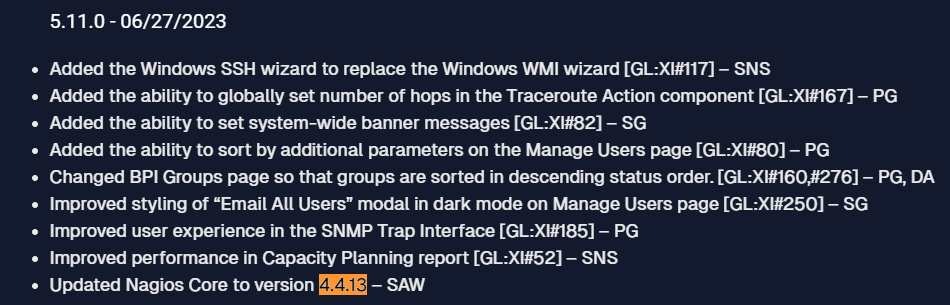 5.11.0 - 06/27/2023
• Added the Windows SSH wizard to replace the Windows WMI wizard [GL:XI#117] – SNS
• Added the ability to globally set number of hops in the Traceroute Action component [GL:XI#167] – PG
• Added the ability to set system-wide banner messages [GL:XI#82] – SG
• Added the ability to sort by additional parameters on the Manage Users page [GL:XI#80] – PG
• Changed BPI Groups page so that groups are sorted in descending status order. [GL:XI#160,#276] – PG, DA
• Improved styling of “Email All Users” modal in dark mode on Manage Users page [GL:XI#250] – SG
• Improved user experience in the SNMP Trap Interface [GL:XI#185] – PG
• Improved performance in Capacity Planning report [GL:XI#52] – SNS
• Updated Nagios Core to version 4.4.13 – SAW